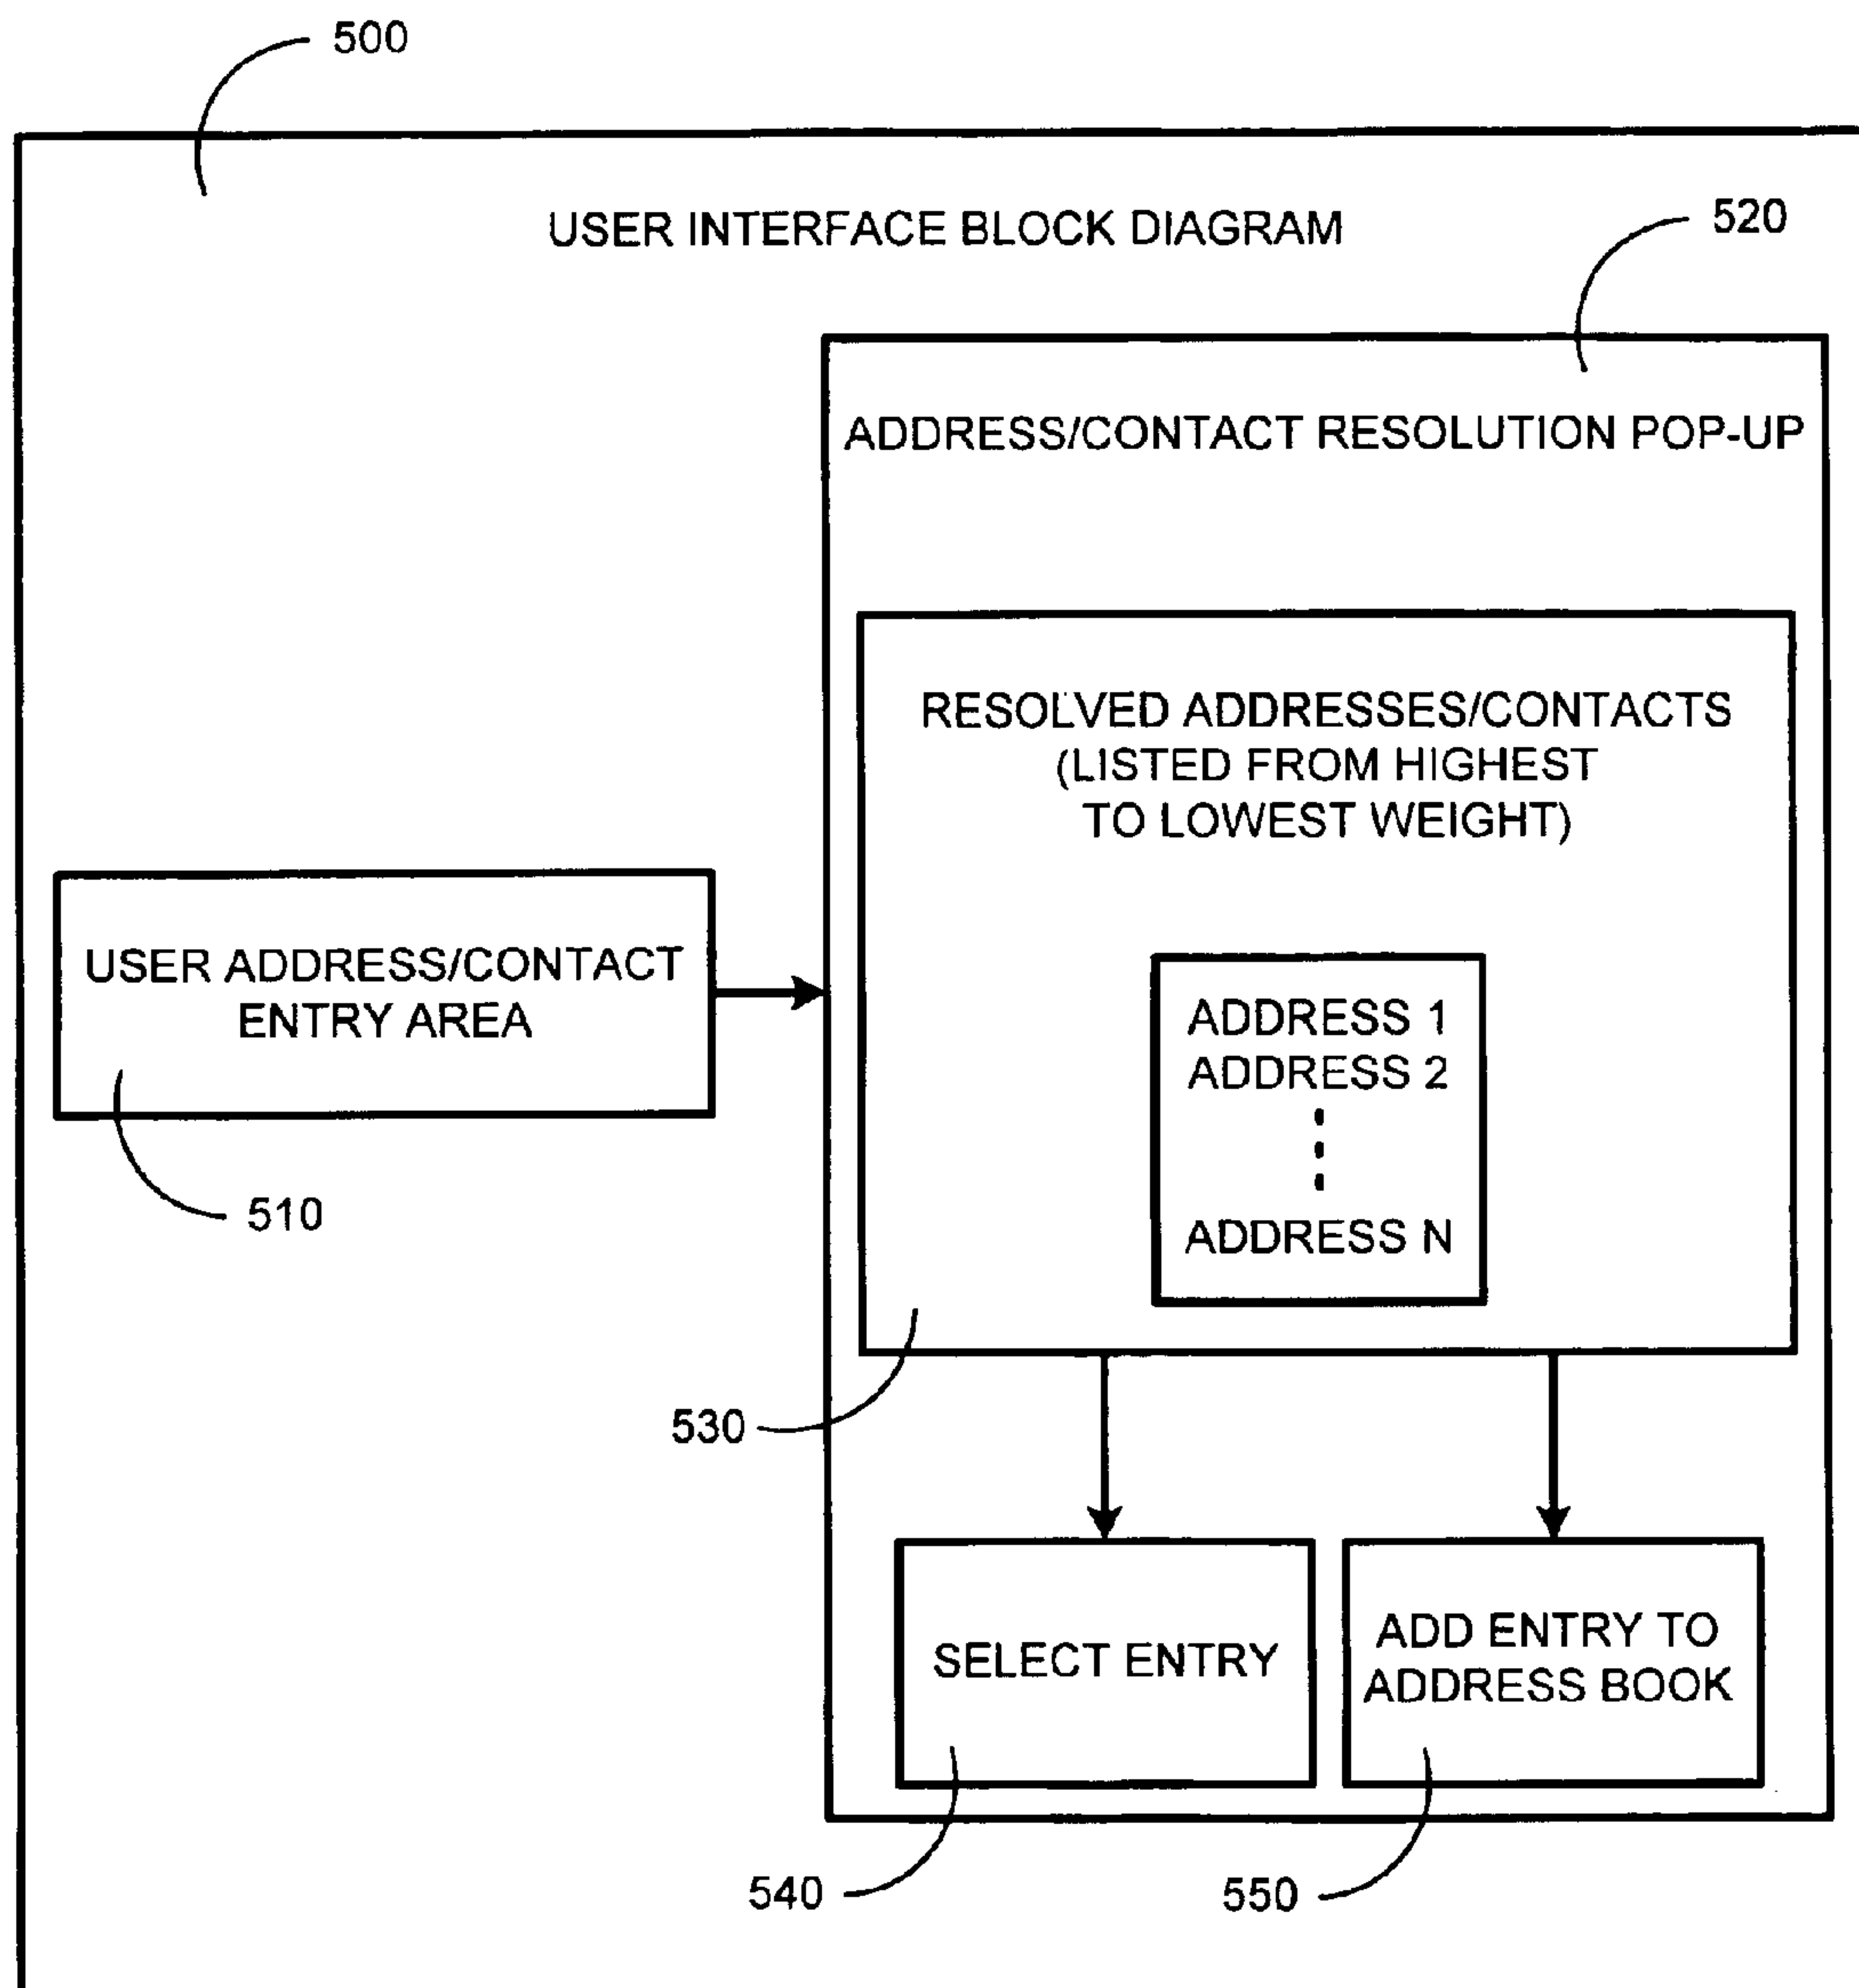 500
USER INTERFACE BLOCK DIAGRAM
520
ADDRESS/CONTACT RESOLUTION POP-UP
RESOLVED ADDRESSES/CONTACTS
(LISTED FROM HIGHEST
TO LOWEST WEIGHT)
USER ADDRESS/CONTACT
ENTRY AREA
510
ADDRESS 1
ADDRESS 2
ADDRESS N
530
SELECT ENTRY
ADD ENTRY TO
ADDRESS BOOK
540
550